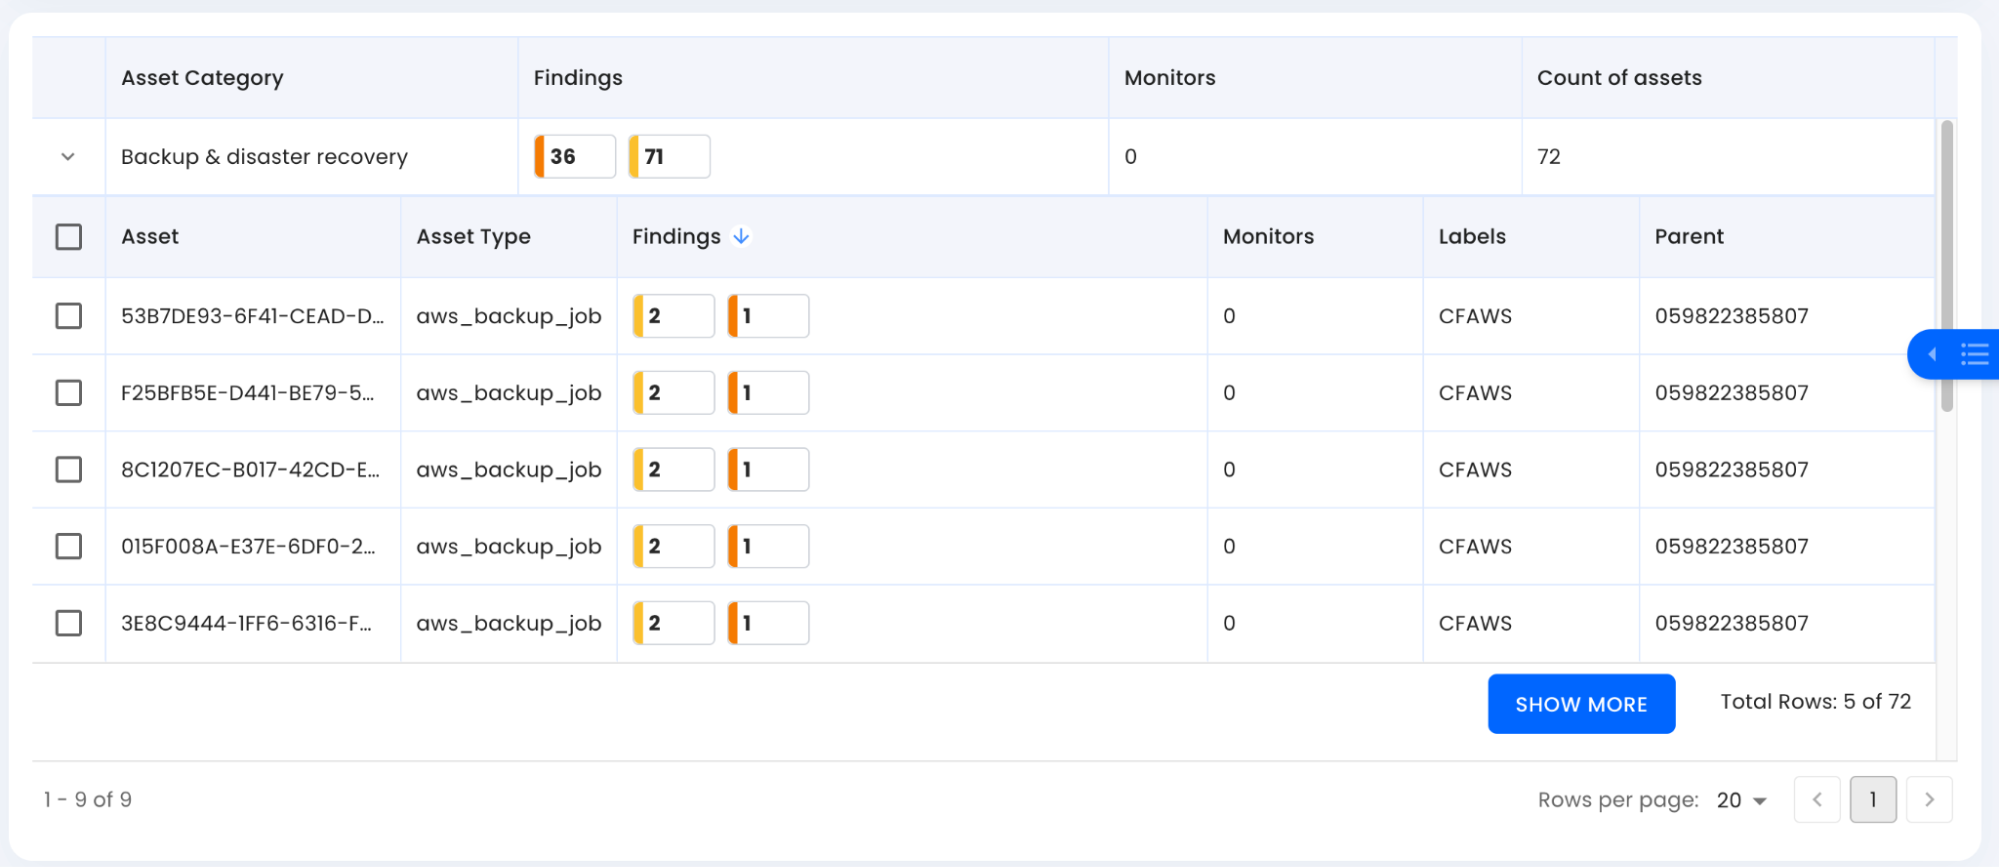 Asset Category Findings Monitors Count of assets
Backup & disaster recovery 36 71 0 72
Asset Asset Type Findings Monitors Labels Parent
53B7DE93-6F41-CEAD-D... aws_backup_job 2 1 0 CFAWS 059822385807
F25BFB5E-D441-BE79-5... aws_backup_job 2 1 0 CFAWS 059822385807
8C1207EC-B017-42CD-E... aws_backup_job 2 1 0 CFAWS 059822385807
015F008A-E37E-6DF0-2... aws_backup_job 2 1 0 CFAWS 059822385807
3E8C9444-1FF6-6316-F... aws_backup_job 2 1 0 CFAWS 059822385807
SHOW MORE Total Rows: 5 of 72
1 - 9 of 9 Rows per page: 20 1